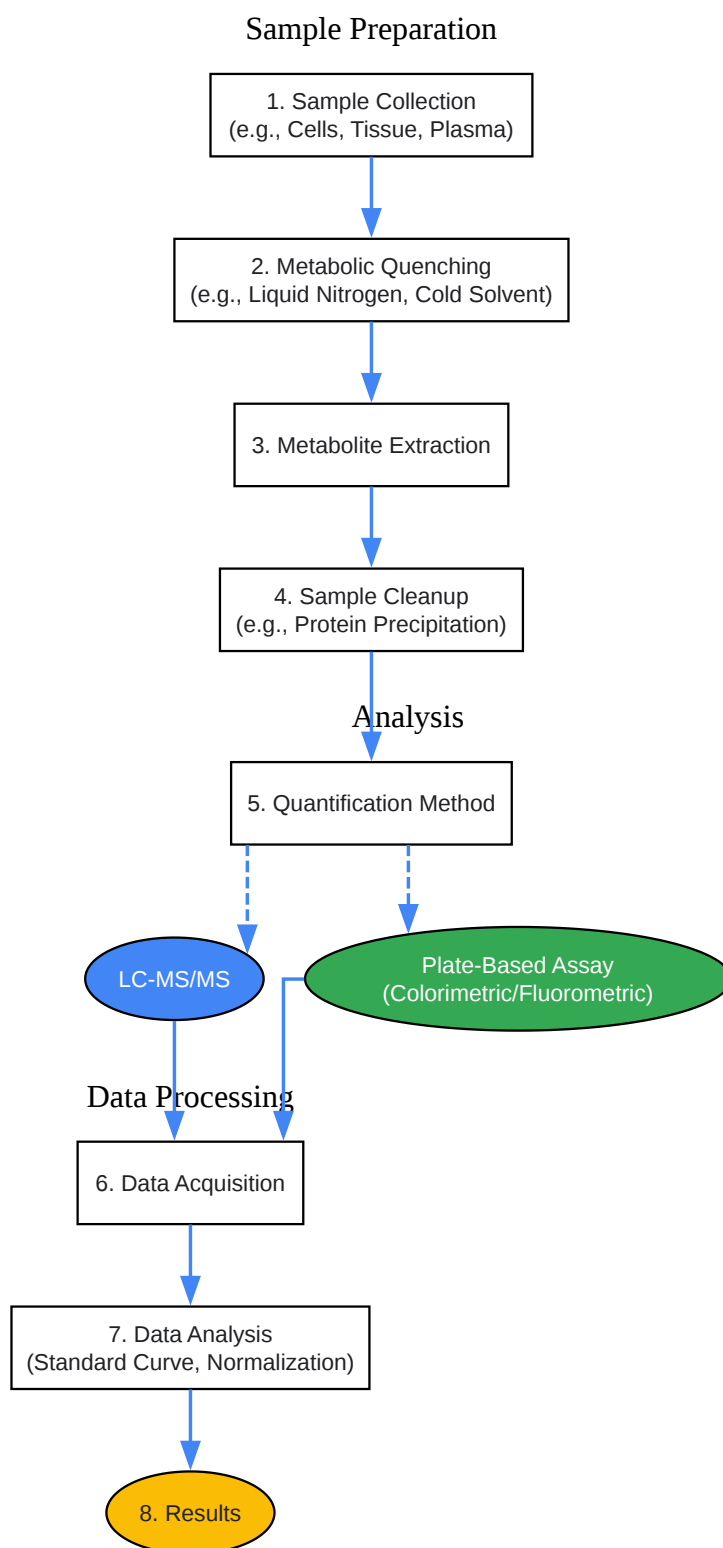 Sample Preparation
1. Sample Collection
(e.g., Cells, Tissue, Plasma)
2. Metabolic Quenching
(e.g., Liquid Nitrogen, Cold Solvent)
3. Metabolite Extraction
4. Sample Cleanup
(e.g., Protein Precipitation)
Analysis
5. Quantification Method
LC-MS/MS
Plate-Based Assay
(Colorimetric/Fluorometric)
Data Processing
6. Data Acquisition
7. Data Analysis
(Standard Curve, Normalization)
8. Results